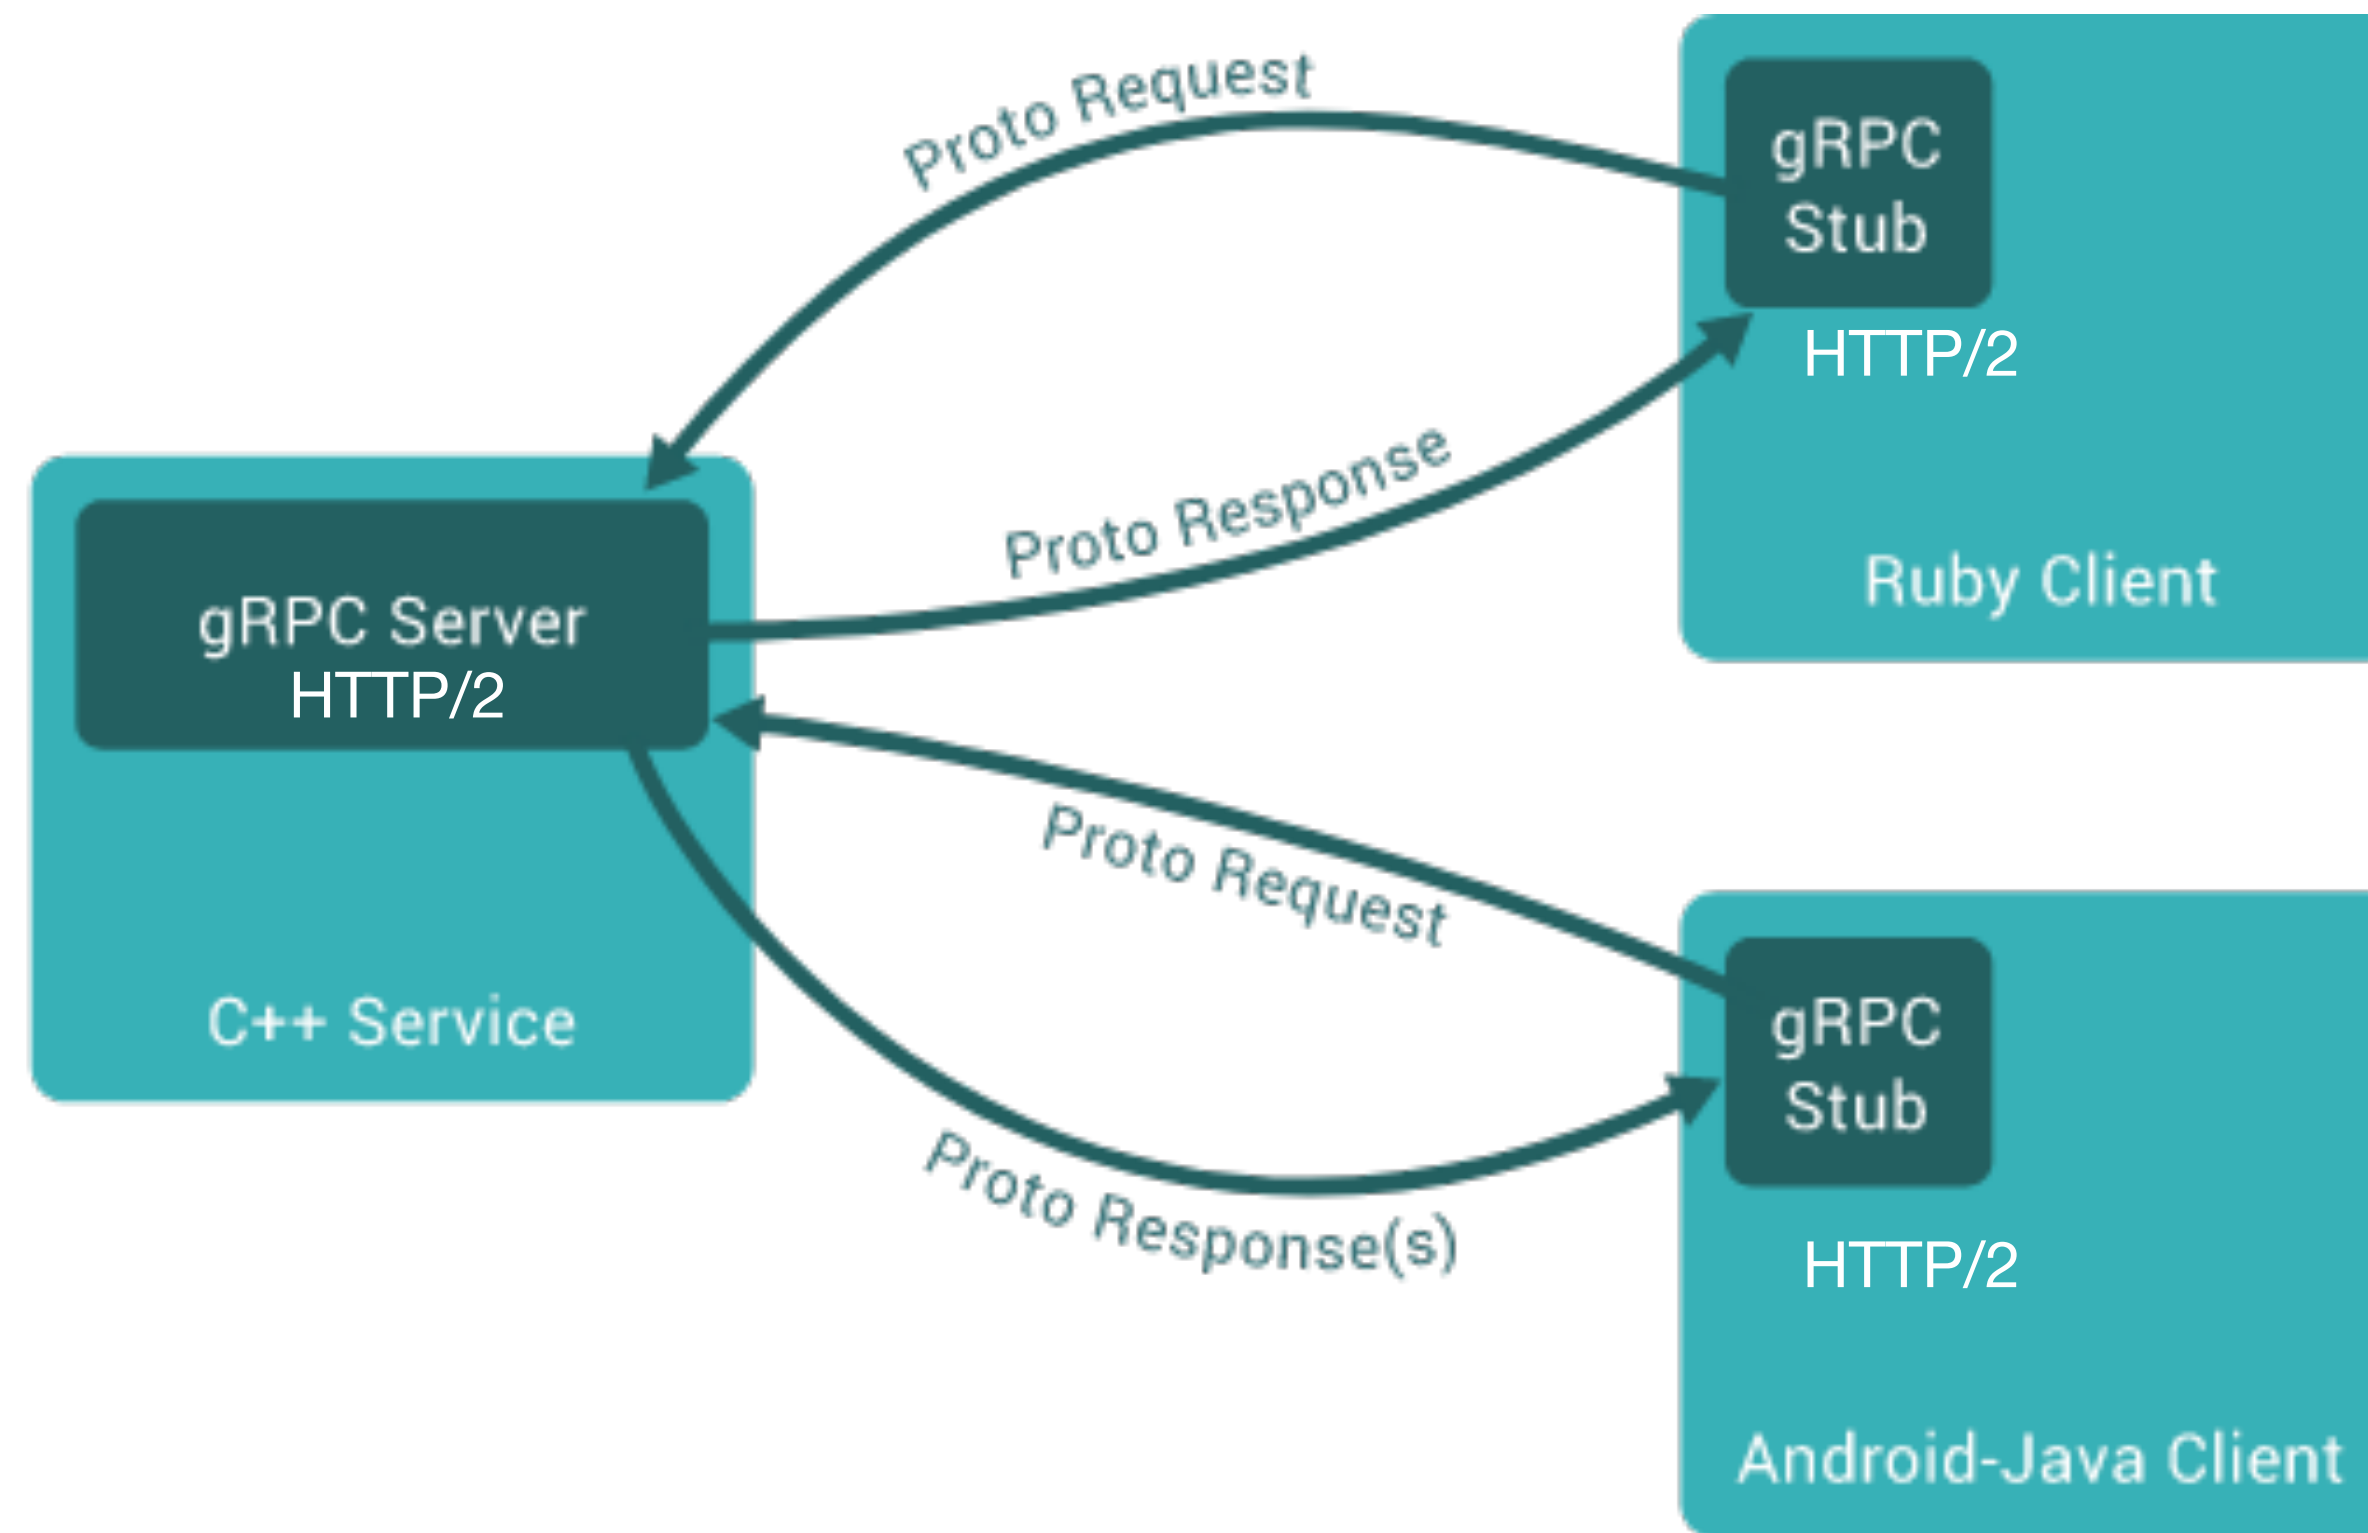 Proto Request
gRPC
Stub
HTTP/2
Proto Response
Ruby Client
gRPC Server
HTTP/2
C++ Service
Proto Request
gRPC
Stub
Proto Response(s)
HTTP/2
Android-Java Client